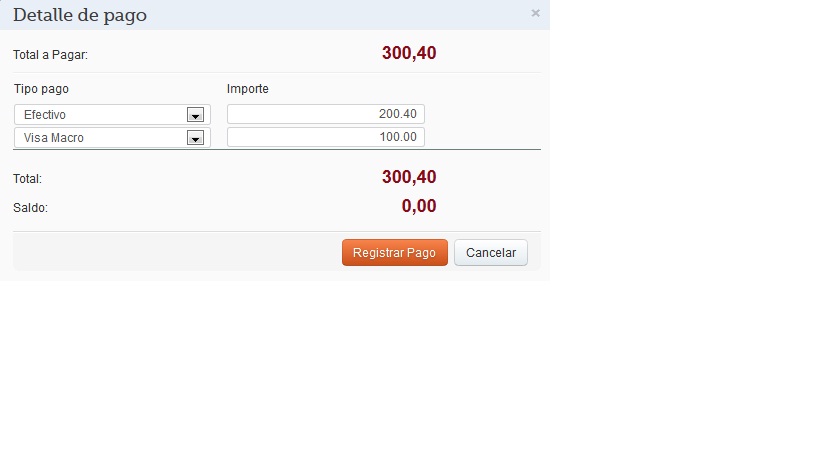 Detalle de pago ×
Total a Pagar: 300,40
Tipo pago Importe
Efectivo 200.40
Visa Macro 100.00
Total: 300,40
Saldo: 0,00
Registrar Pago Cancelar